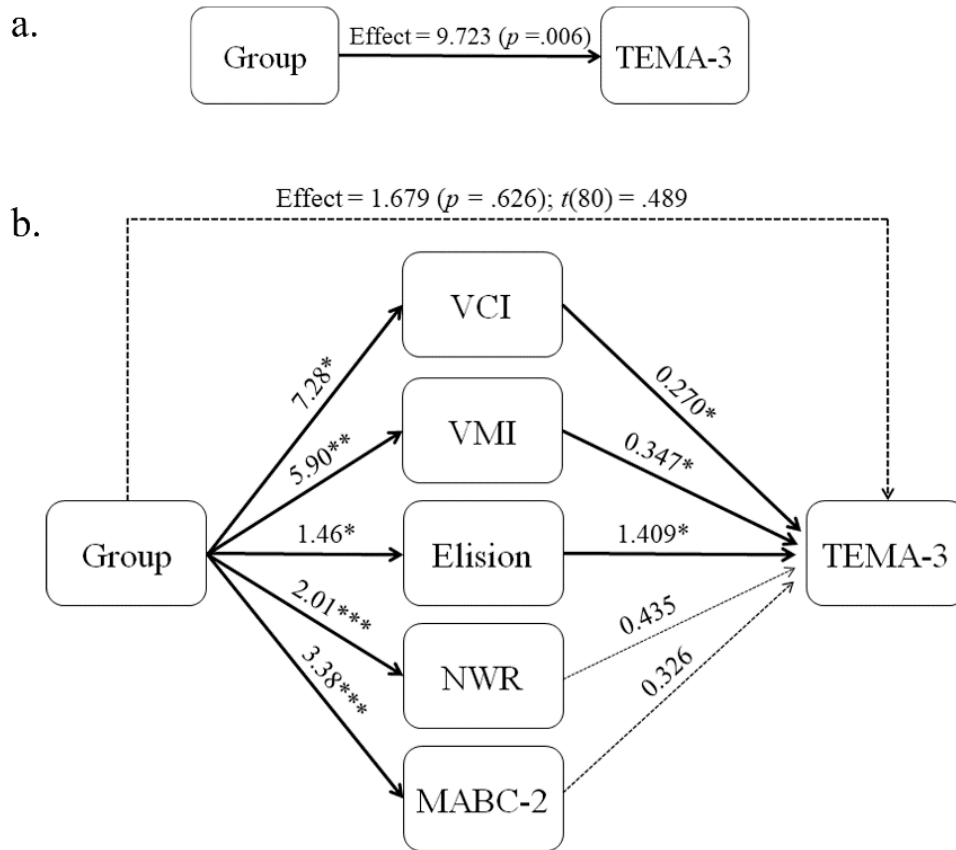 a.
Group
Effect = 9.723 (p =.006)
TEMA-3
Effect = 1.679 (p = .626); t(80) = .489
b.
VCI
7.28*
0.270*
VMI
5.90**
0.347*
Group
1.46*
Elision
1.409*
TEMA-3
2.01***
NWR
0.435
3.38***
0.326
MABC-2